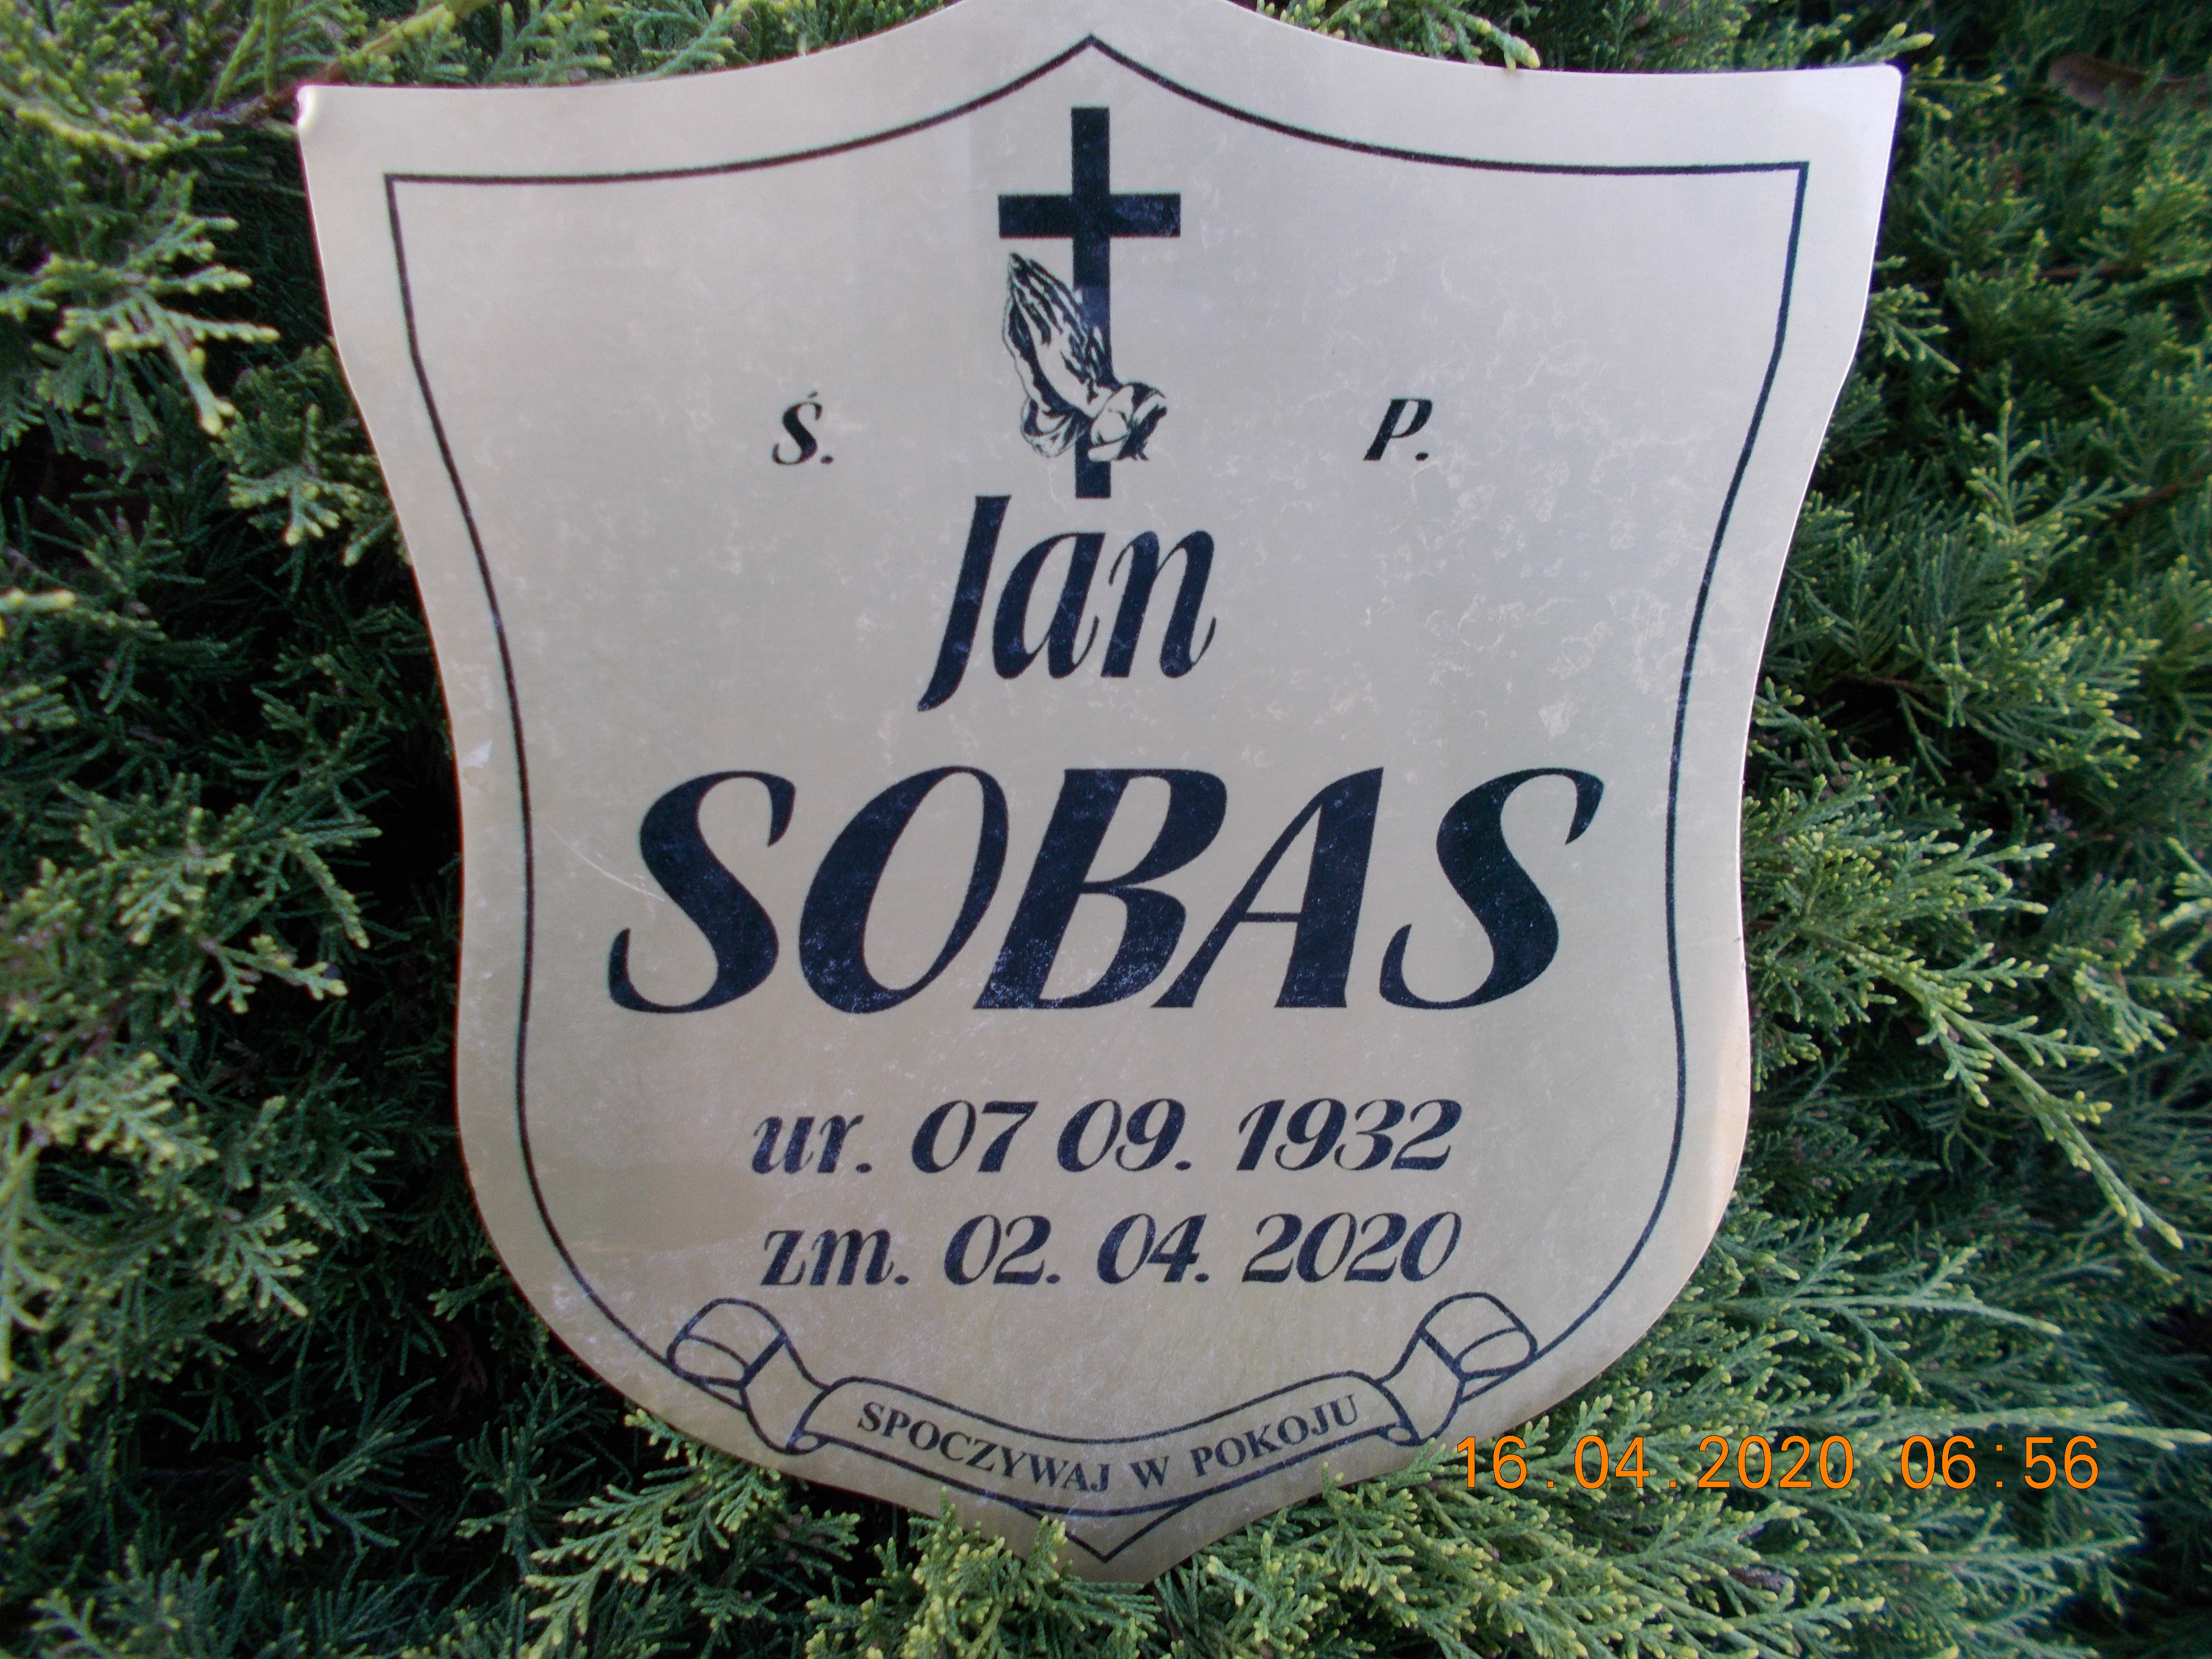 Ś. P.
Jan
SOBAS
ur. 07 09. 1932
zm. 02. 04. 2020
SPOCZYWAJ W POKOJU
16.04.2020 06:56